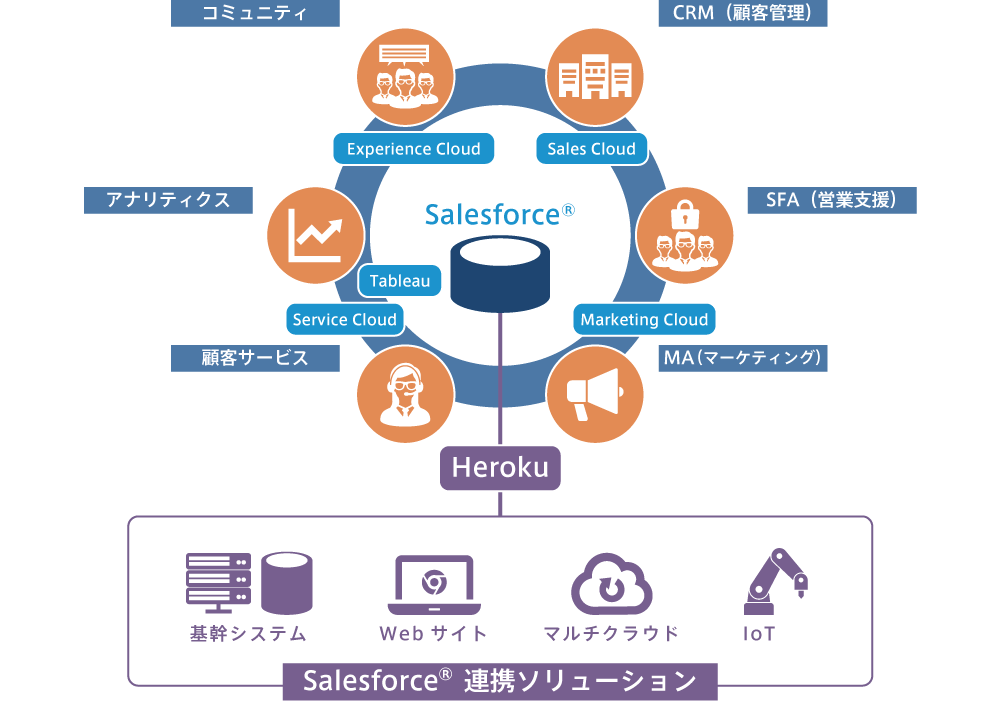 コミュニティ
CRM（顧客管理）
Experience Cloud
Sales Cloud
アナリティクス
SFA（営業支援）
Salesforce®
Tableau
Service Cloud
Marketing Cloud
顧客サービス
MA（マーケティング）
Heroku
基幹システム
Web サイト
マルチクラウド
IoT
Salesforce® 連携ソリューション